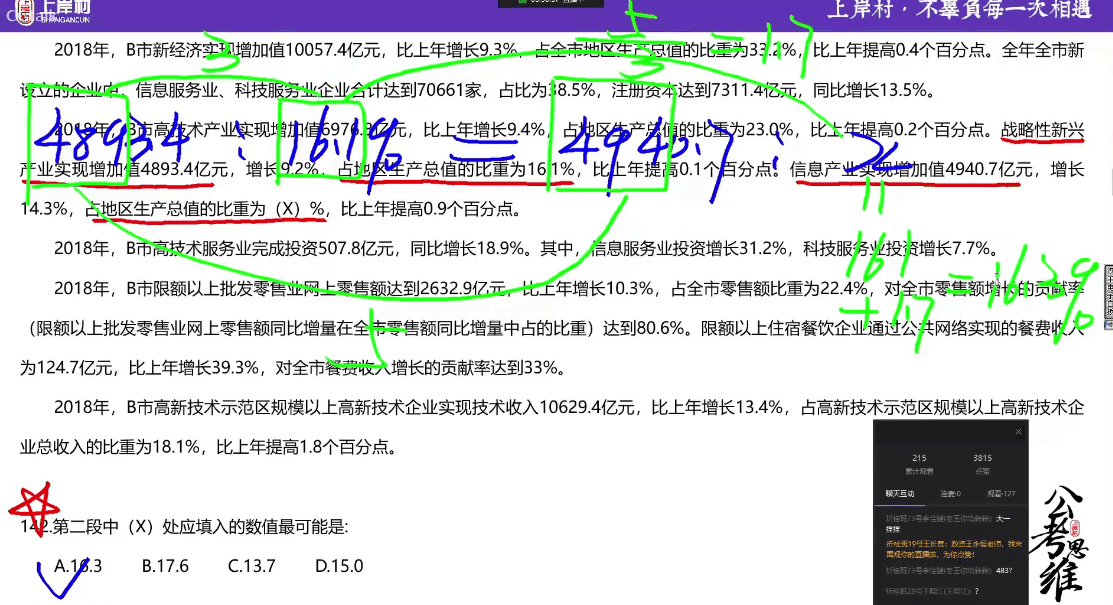 上岸村
SHANGANCUN
上岸村·不辜負每一次相遇
2018年，B市新经济实现增加值10057.4亿元，比上年增长9.3%，占全市地区生产总值的比重为33.2%，比上年提高0.4个百分点。全年全市新
设立的企业中，信息服务业、科技服务业企业合计达到70661家，占比为38.5%，注册资本达到7311.4亿元，同比增长13.5%。
2018年，B市高技术产业实现增加值6976.8亿元，比上年增长9.4%，占地区生产总值的比重为23.0%，比上年提高0.2个百分点。战略性新兴
产业实现增加值4893.4亿元，增长9.2%，占地区生产总值的比重为16.1%，比上年提高0.1个百分点。信息产业实现增加值4940.7亿元，增长
14.3%，占地区生产总值的比重为（X）%，比上年提高0.9个百分点。
48934 : 16.1% = 4940.7 : x
3
+
3
= 1.7
+
161
+ 1.7
= 163%
2018年，B市高技术服务业完成投资507.8亿元，同比增长18.9%。其中，信息服务业投资增长31.2%，科技服务业投资增长7.7%。
2018年，B市限额以上批发零售业网上零售额达到2632.9亿元，比上年增长10.3%，占全市零售额比重为22.4%，对全市零售额增长的贡献率
（限额以上批发零售业网上零售额同比增量在全市零售额同比增量中占的比重）达到80.6%。限额以上住宿餐饮企业通过公共网络实现的餐费收入
为124.7亿元，比上年增长39.3%，对全市餐费收入增长的贡献率达到33%。
2018年，B市高新技术示范区规模以上高新技术企业实现技术收入10629.4亿元，比上年增长13.4%，占高新技术示范区规模以上高新技术企
业总收入的比重为18.1%，比上年提高1.8个百分点。
142.第二段中（X）处应填入的数值最可能是:
A.16.3 B.17.6 C.13.7 D.15.0
215 3815
累计观看 点赞
聊天互动 连麦·0 观看·127
大一
483?
?
公考思维
上岸村